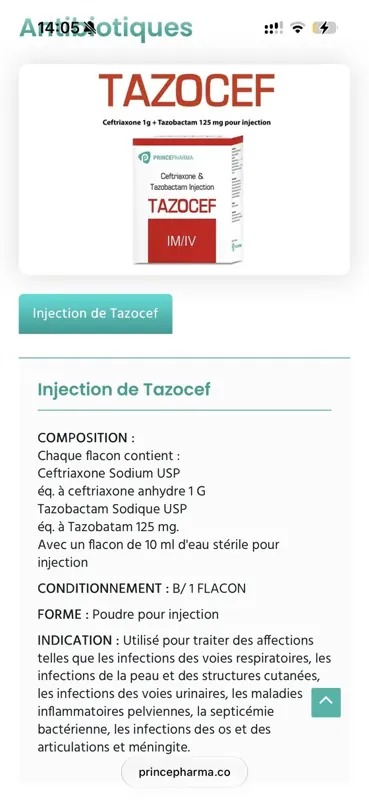 Antibiotiques
14:05
TAZOCEF
Ceftriaxone 1g + Tazobactam 125 mg pour injection
PRINCEPHARMA
Ceftriaxone &
Tazobactam Injection
TAZOCEF
IM/IV
Injection de Tazocef
Injection de Tazocef
COMPOSITION :
Chaque flacon contient :
Ceftriaxone Sodium USP
éq. à ceftriaxone anhydre 1 G
Tazobactam Sodique USP
éq. à Tazobatam 125 mg.
Avec un flacon de 10 ml d'eau stérile pour
injection
CONDITIONNEMENT : B/ 1 FLACON
FORME : Poudre pour injection
INDICATION : Utilisé pour traiter des affections
telles que les infections des voies respiratoires, les
infections de la peau et des structures cutanées,
les infections des voies urinaires, les maladies
inflammatoires pelviennes, la septicémie
bactérienne, les infections des os et des
articulations et méningite.
princepharma.co